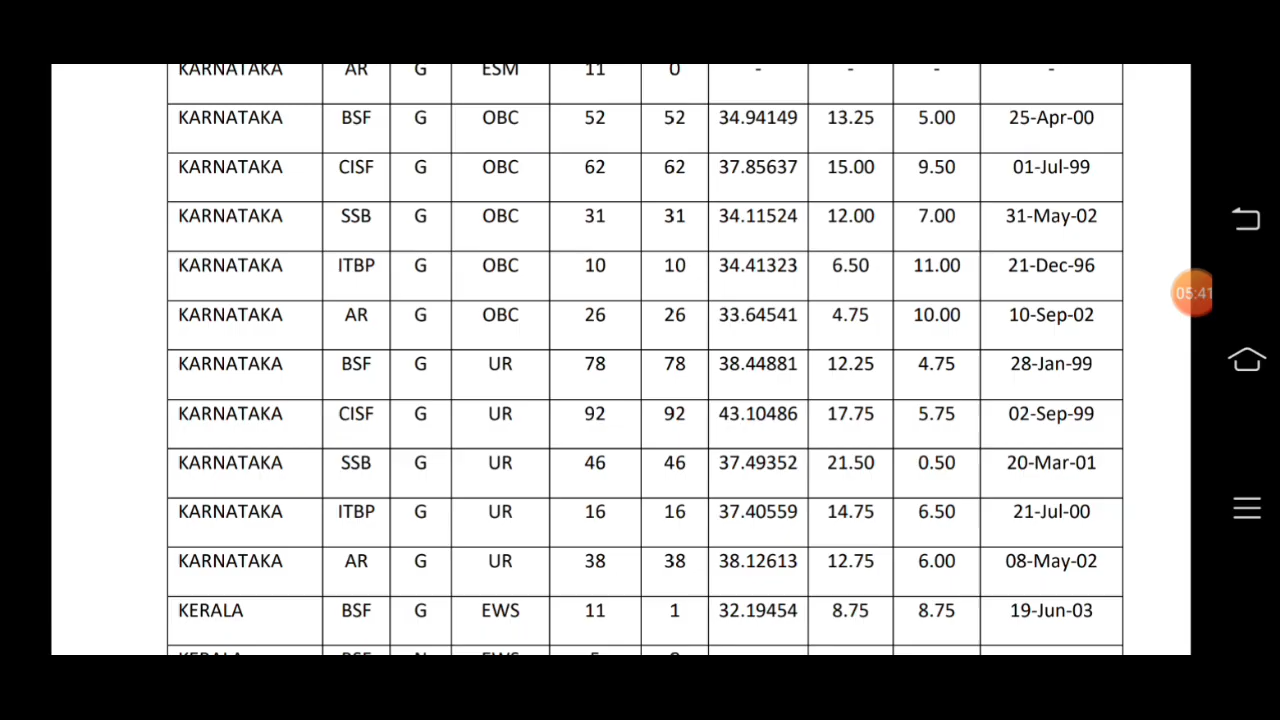 KARNATAKA AR G ESM 11 0 - - - -
KARNATAKA BSF G OBC 52 52 34.94149 13.25 5.00 25-Apr-00
KARNATAKA CISF G OBC 62 62 37.85637 15.00 9.50 01-Jul-99
KARNATAKA SSB G OBC 31 31 34.11524 12.00 7.00 31-May-02
KARNATAKA ITBP G OBC 10 10 34.41323 6.50 11.00 21-Dec-96
KARNATAKA AR G OBC 26 26 33.64541 4.75 10.00 10-Sep-02
KARNATAKA BSF G UR 78 78 38.44881 12.25 4.75 28-Jan-99
KARNATAKA CISF G UR 92 92 43.10486 17.75 5.75 02-Sep-99
KARNATAKA SSB G UR 46 46 37.49352 21.50 0.50 20-Mar-01
KARNATAKA ITBP G UR 16 16 37.40559 14.75 6.50 21-Jul-00
KARNATAKA AR G UR 38 38 38.12613 12.75 6.00 08-May-02
KERALA BSF G EWS 11 1 32.19454 8.75 8.75 19-Jun-03
05:41